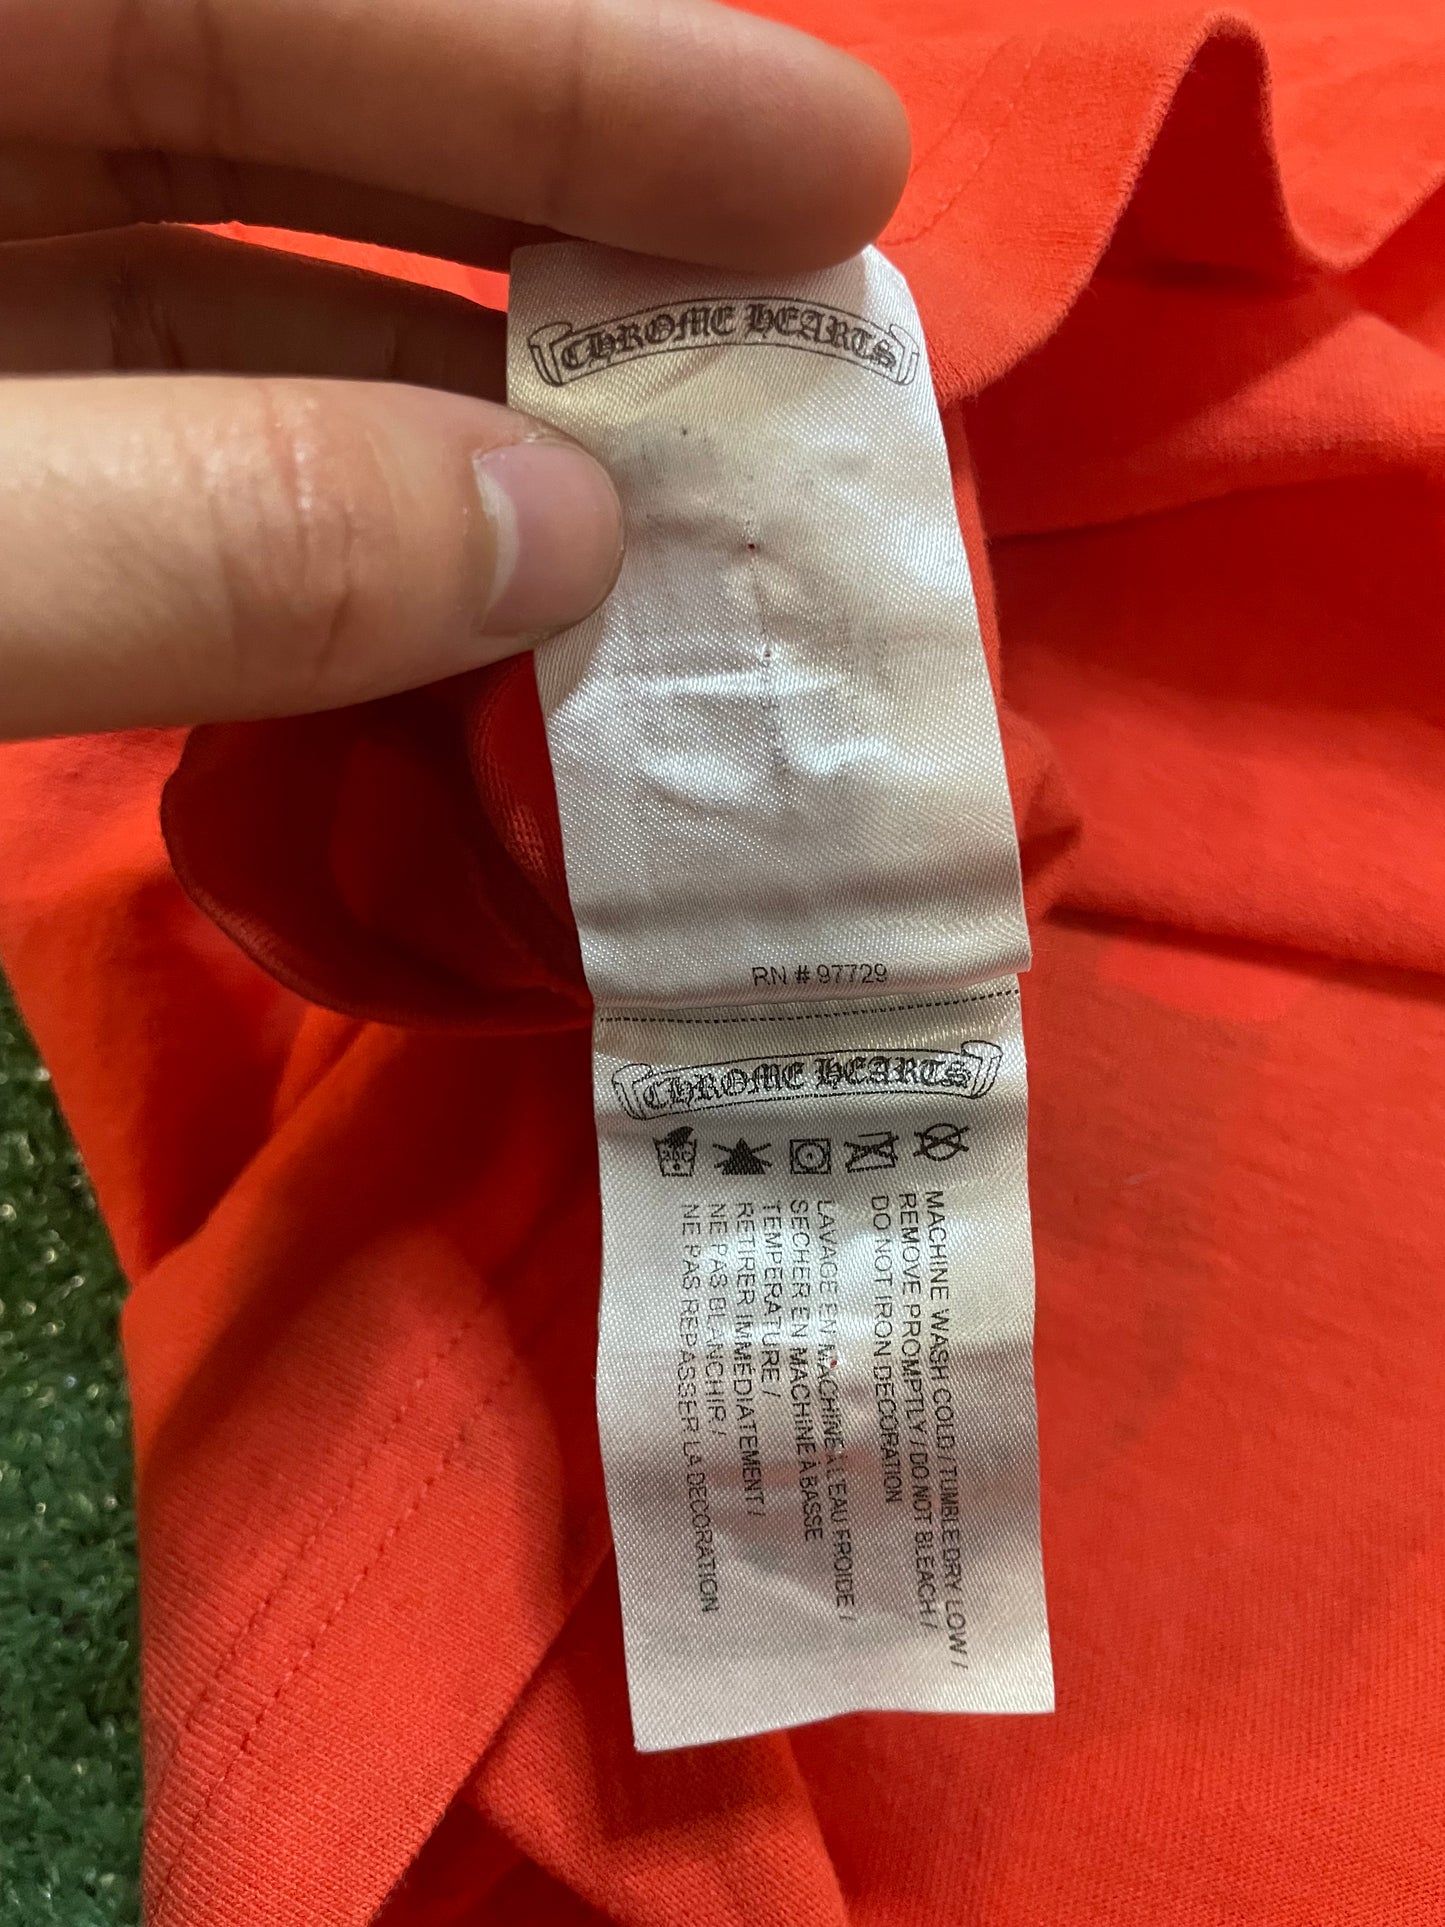 CHROME HEARTS
RN # 97729
CHROME HEARTS
30C
MACHINE WASH COLD / TUMBLE DRY LOW /
REMOVE PROMPTLY / DO NOT BLEACH /
DO NOT IRON DECORATION
LAVAGE EN MACHINE À L'EAU FROIDE /
SECHER EN MACHINE À BASSE
TEMPERATURE /
RETIRER IMMÉDIATEMENT /
NE PAS BLANCHIR /
NE PAS REPASSER LA DECORATION